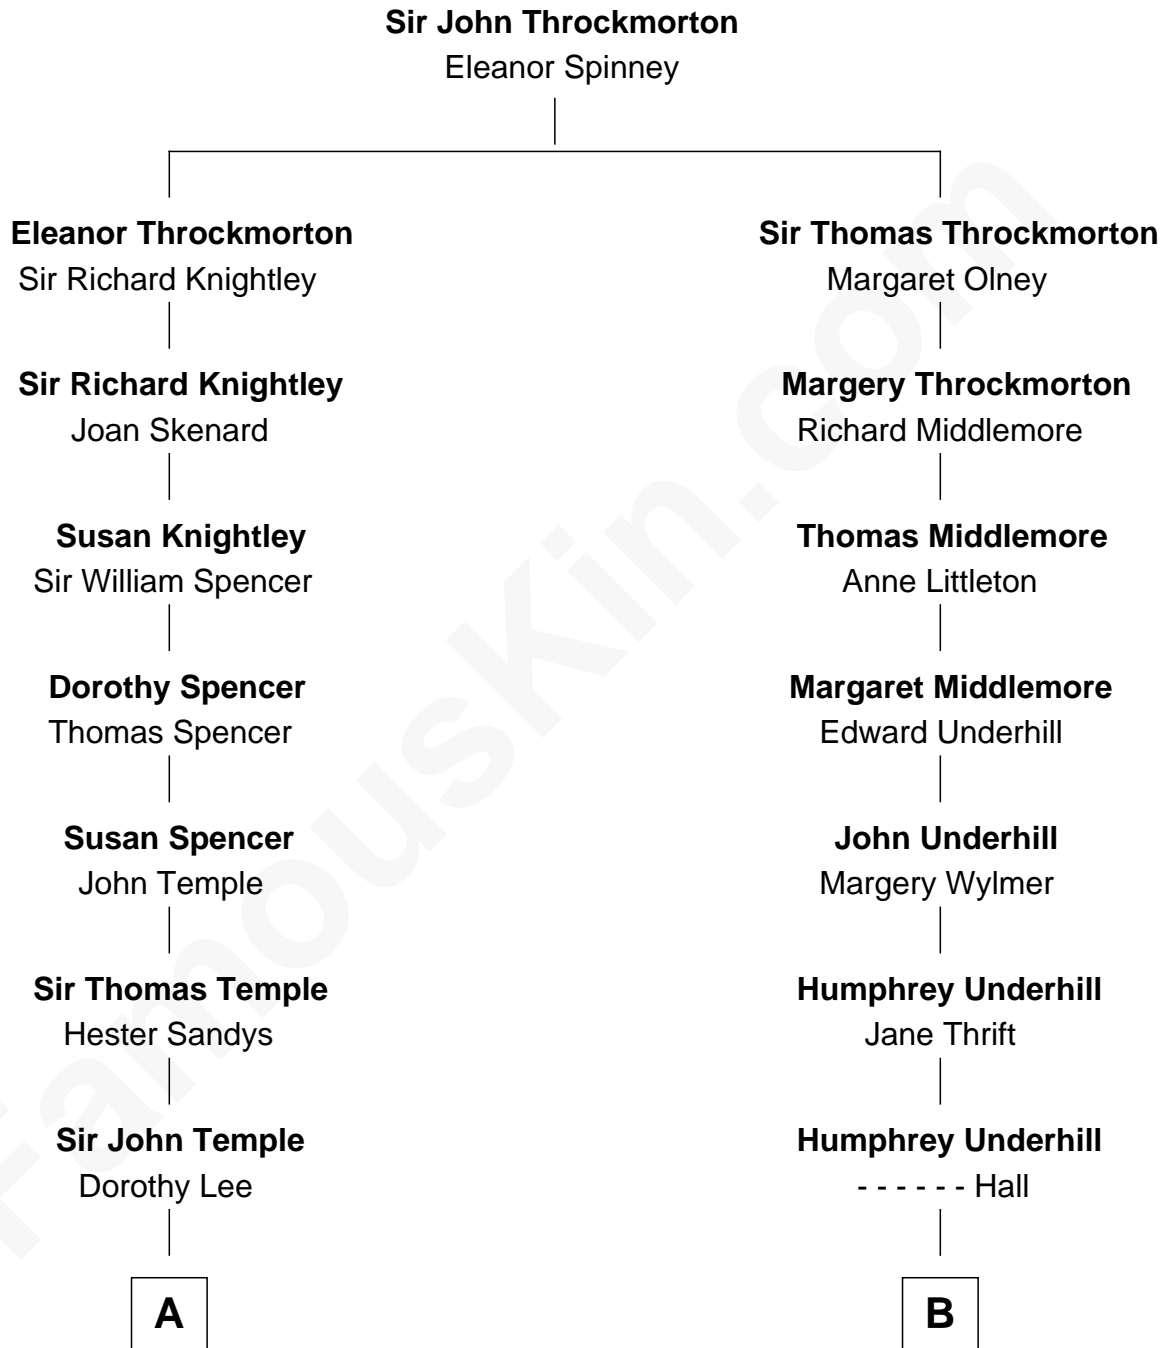 Sir John Throckmorton
Eleanor Spinney
Eleanor Throckmorton
Sir Richard Knightley
Sir Richard Knightley
Joan Skenard
Susan Knightley
Sir William Spencer
Dorothy Spencer
Thomas Spencer
Susan Spencer
John Temple
Sir Thomas Temple
Hester Sandys
Sir John Temple
Dorothy Lee
A
Sir Thomas Throckmorton
Margaret Olney
Margery Throckmorton
Richard Middlemore
Thomas Middlemore
Anne Littleton
Margaret Middlemore
Edward Underhill
John Underhill
Margery Wylmer
Humphrey Underhill
Jane Thrift
Humphrey Underhill
- - - - - - Hall
B
FamousKin.com